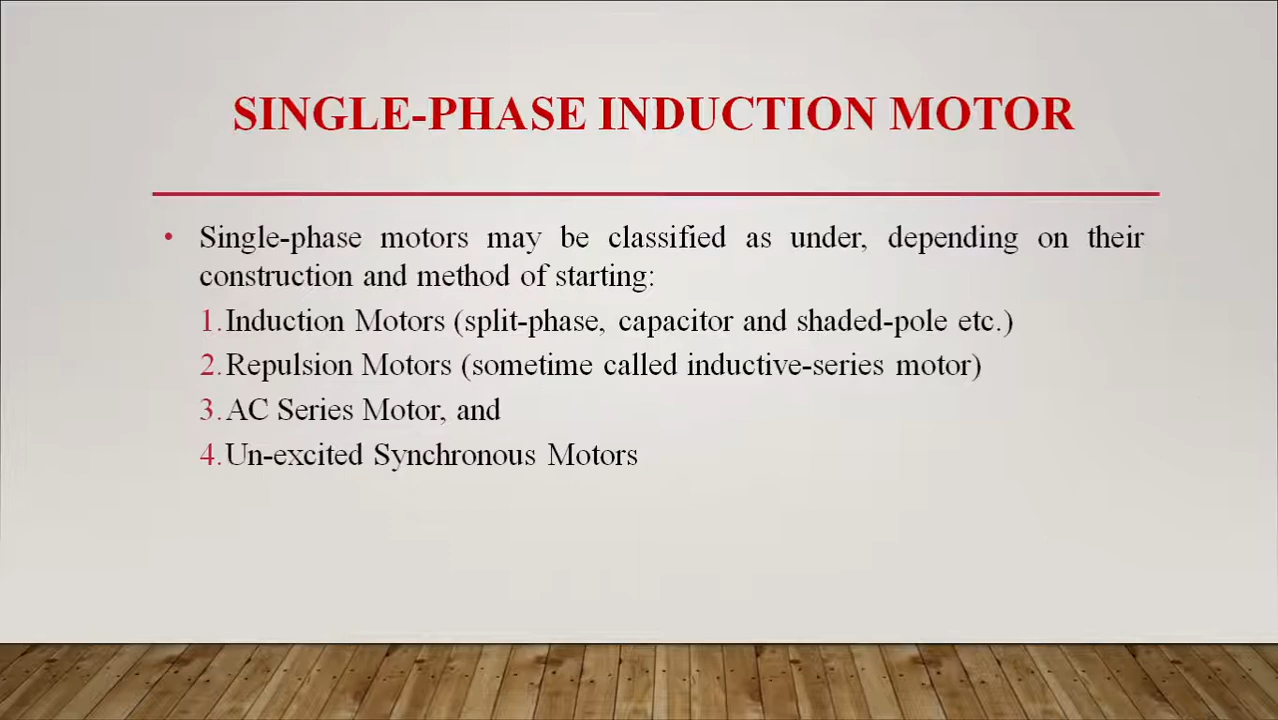 SINGLE-PHASE INDUCTION MOTOR
• Single-phase motors may be classified as under, depending on their
construction and method of starting:
1. Induction Motors (split-phase, capacitor and shaded-pole etc.)
2. Repulsion Motors (sometime called inductive-series motor)
3. AC Series Motor, and
4. Un-excited Synchronous Motors